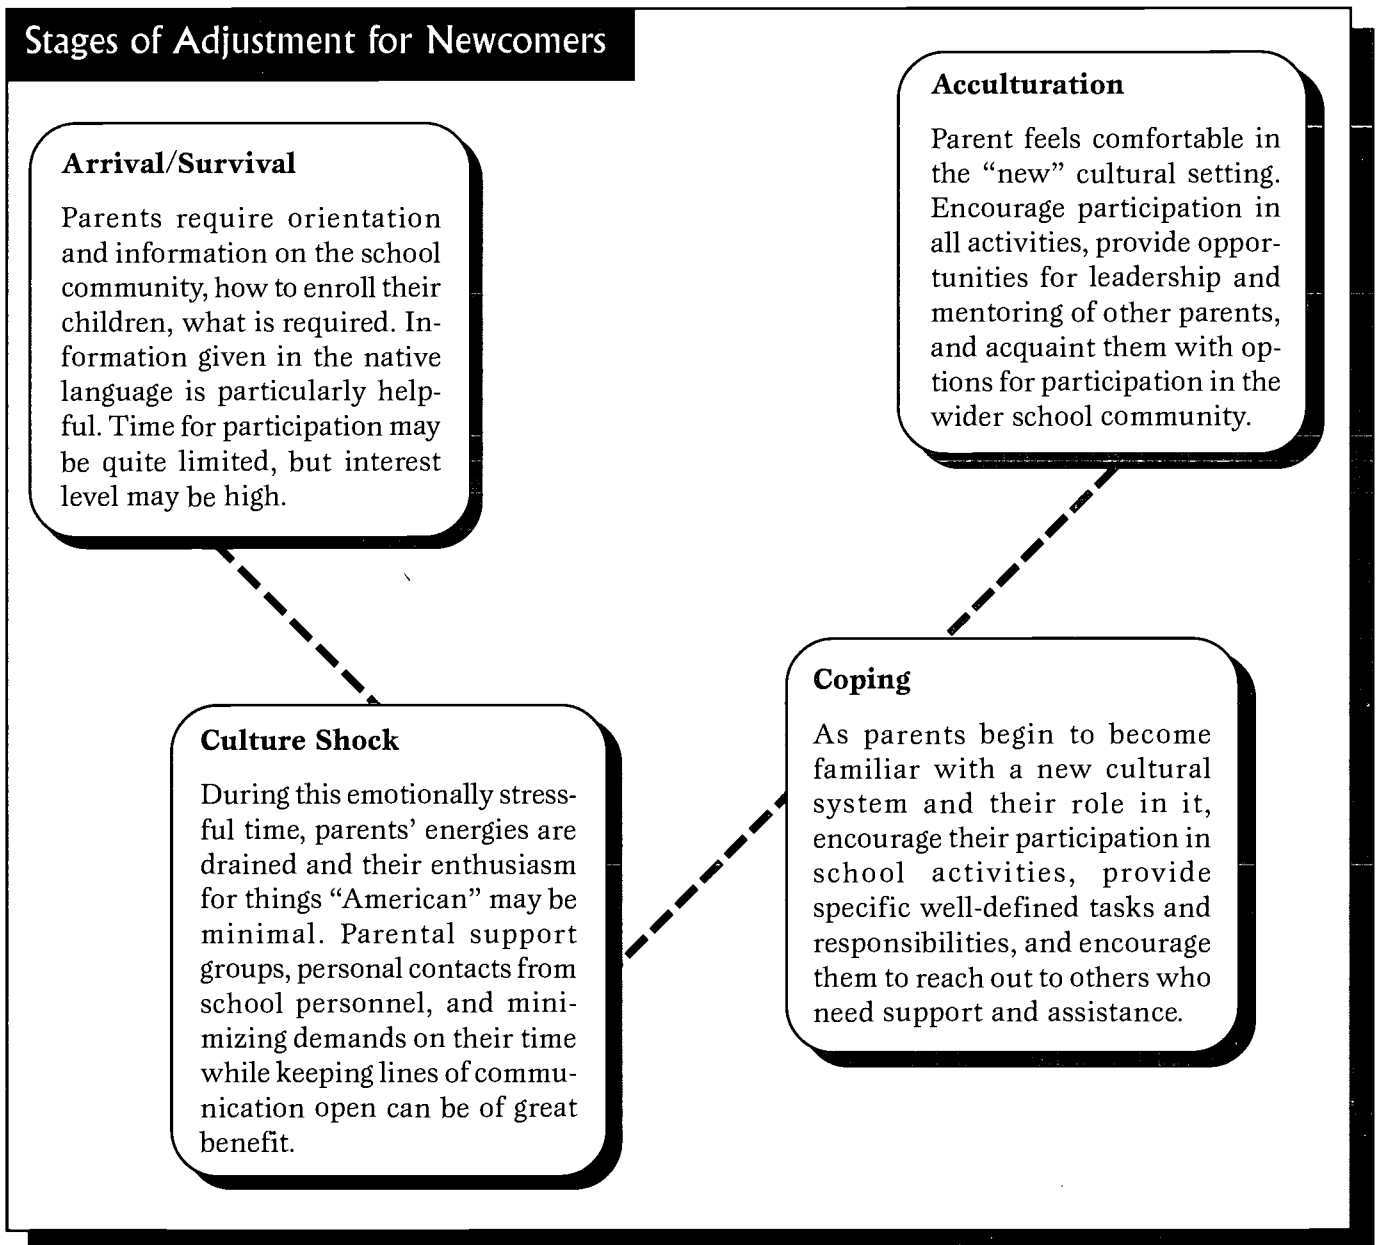 Stages of Adjustment for Newcomers
Arrival/Survival
Parents require orientation
and information on the school
community, how to enroll their
children, what is required. In-
formation given in the native
language is particularly help-
ful. Time for participation may
be quite limited, but interest
level may be high.
Culture Shock
During this emotionally stress-
ful time, parents’ energies are
drained and their enthusiasm
for things “American” may be
minimal. Parental support
groups, personal contacts from
school personnel, and mini-
mizing demands on their time
while keeping lines of commu-
nication open can be of great
benefit.
Coping
As parents begin to become
familiar with a new cultural
system and their role in it,
encourage their participation in
school activities, provide
specific well-defined tasks and
responsibilities, and encourage
them to reach out to others who
need support and assistance.
Acculturation
Parent feels comfortable in
the “new” cultural setting.
Encourage participation in
all activities, provide oppor-
tunities for leadership and
mentoring of other parents,
and acquaint them with op-
tions for participation in the
wider school community.